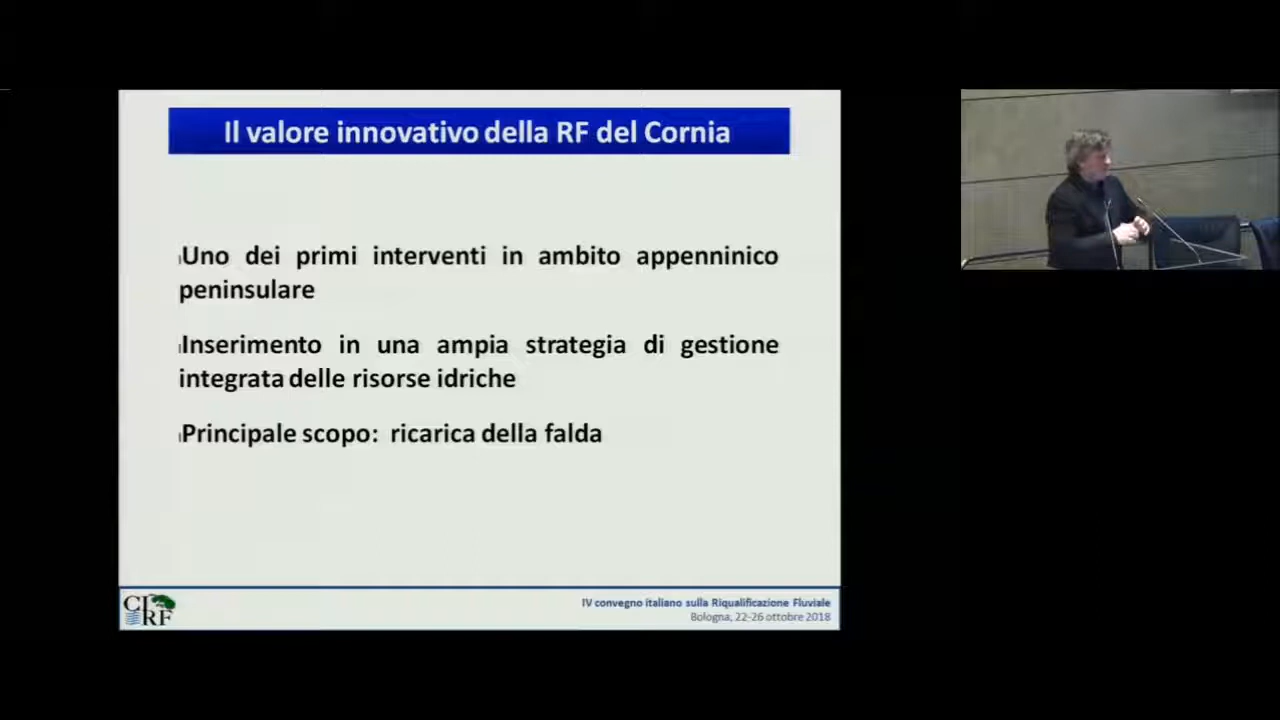 Il valore innovativo della RF del Cornia
Uno dei primi interventi in ambito appenninico
peninsulare
Inserimento in una ampia strategia di gestione
integrata delle risorse idriche
Principale scopo: ricarica della falda
CIRF
IV convegno italiano sulla Riqualificazione Fluviale
Bologna, 22-26 ottobre 2018